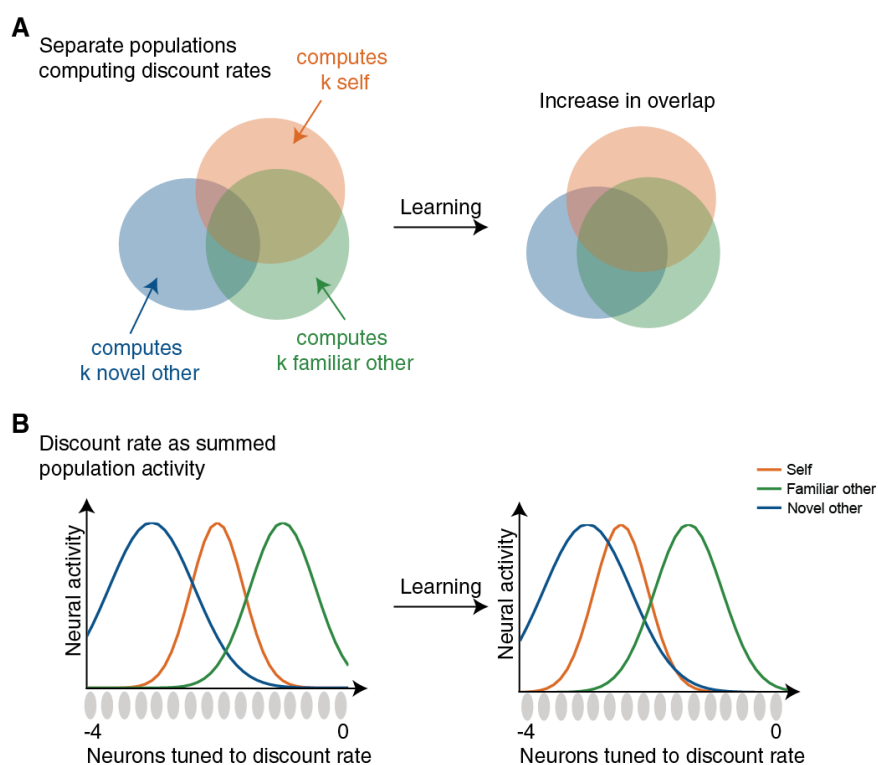 A
Separate populations
computing discount rates
computes
k self
Increase in overlap
Learning
computes
k novel other
computes
k familiar other
B
Discount rate as summed
population activity
Self
Familiar other
Novel other
Neural activity
Learning
Neural activity
-4
0
Neurons tuned to discount rate
-4
0
Neurons tuned to discount rate